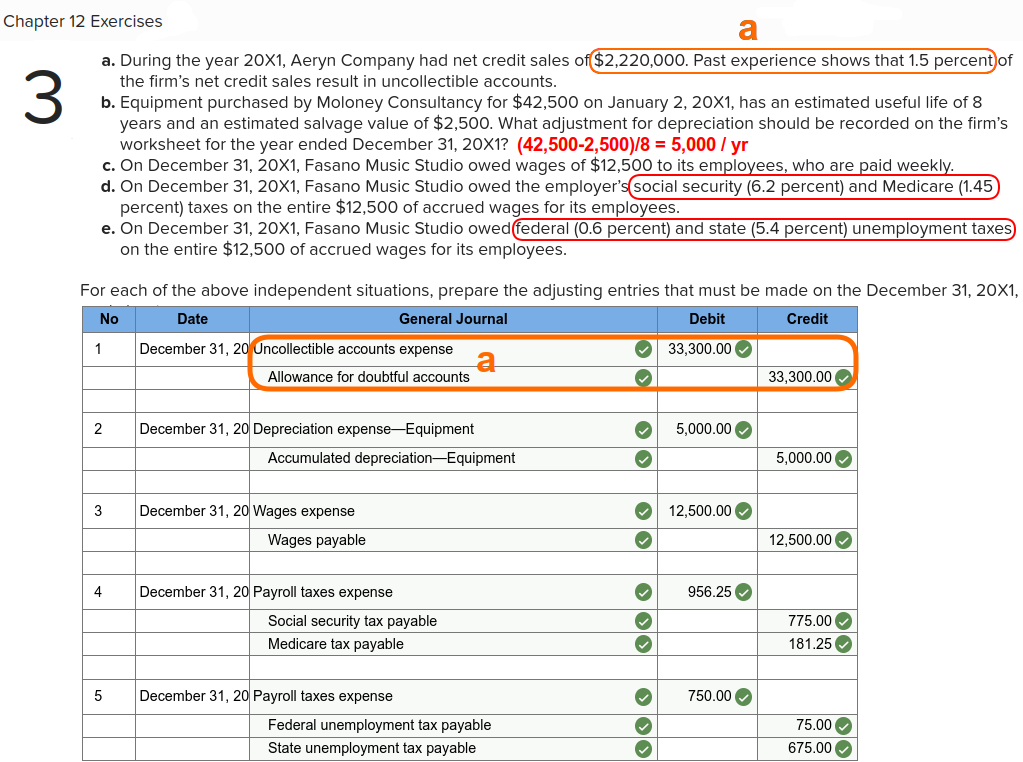 Chapter 12 Exercises
a
3
a. During the year 20X1, Aeryn Company had net credit sales of $2,220,000. Past experience shows that 1.5 percent of
the firm's net credit sales result in uncollectible accounts.
b. Equipment purchased by Moloney Consultancy for $42,500 on January 2, 20X1, has an estimated useful life of 8
years and an estimated salvage value of $2,500. What adjustment for depreciation should be recorded on the firm's
worksheet for the year ended December 31, 20X1? (42,500-2,500)/8 = 5,000 / yr
c. On December 31, 20X1, Fasano Music Studio owed wages of $12,500 to its employees, who are paid weekly.
d. On December 31, 20X1, Fasano Music Studio owed the employer's social security (6.2 percent) and Medicare (1.45
percent) taxes on the entire $12,500 of accrued wages for its employees.
e. On December 31, 20X1, Fasano Music Studio owed federal (0.6 percent) and state (5.4 percent) unemployment taxes
on the entire $12,500 of accrued wages for its employees.
For each of the above independent situations, prepare the adjusting entries that must be made on the December 31, 20X1,
No Date General Journal Debit Credit
1 December 31, 20 Uncollectible accounts expense 33,300.00
a
Allowance for doubtful accounts 33,300.00
2 December 31, 20 Depreciation expense—Equipment 5,000.00
Accumulated depreciation—Equipment 5,000.00
3 December 31, 20 Wages expense 12,500.00
Wages payable 12,500.00
4 December 31, 20 Payroll taxes expense 956.25
Social security tax payable 775.00
Medicare tax payable 181.25
5 December 31, 20 Payroll taxes expense 750.00
Federal unemployment tax payable 75.00
State unemployment tax payable 675.00